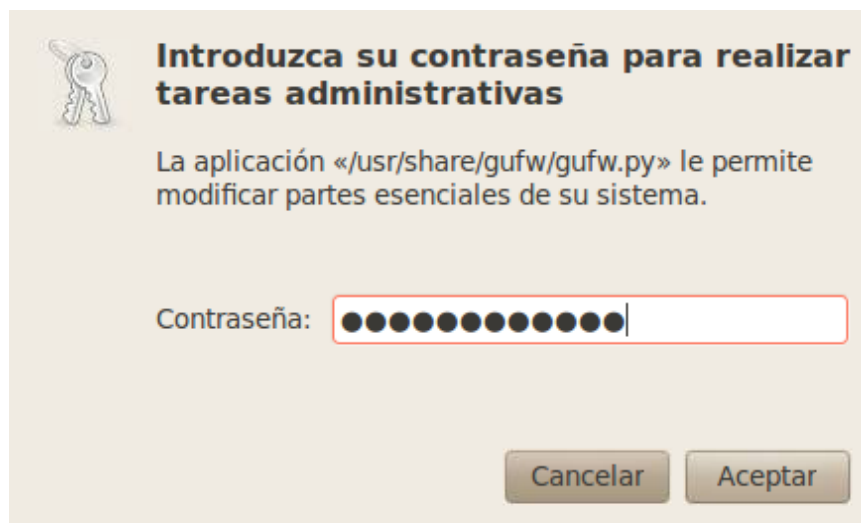 Introduzca su contraseña para realizar
tareas administrativas
La aplicación «/usr/share/gufw/gufw.py» le permite
modificar partes esenciales de su sistema.
Contraseña: ●●●●●●●●●●●●
Cancelar Aceptar